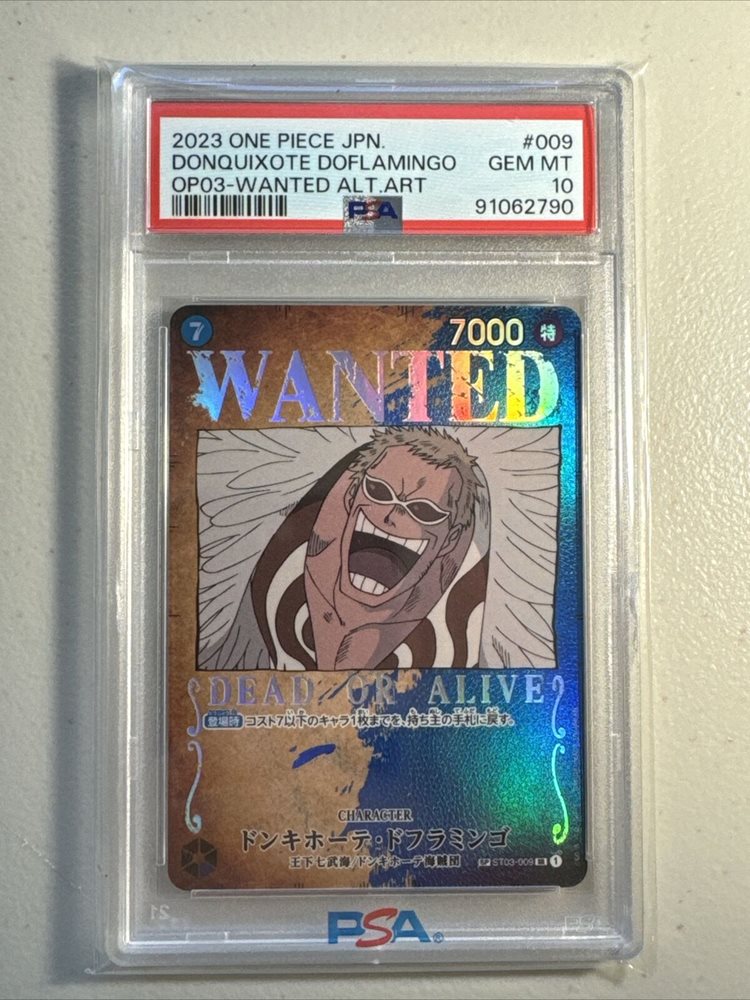 2023 ONE PIECE JPN. #009
DONQUIXOTE DOFLAMINGO GEM MT
OP03-WANTED ALT.ART 10
91062790
PSA
7 7000 特
WANTED
DEAD OR ALIVE
登場時 コスト7以下のキャラ1枚までを、持ち主の手札に戻す。
CHARACTER
ドンキホーテ・ドフラミンゴ
王下七武海/ドンキホーテ海賊団 SP ST03-009 1
PSA